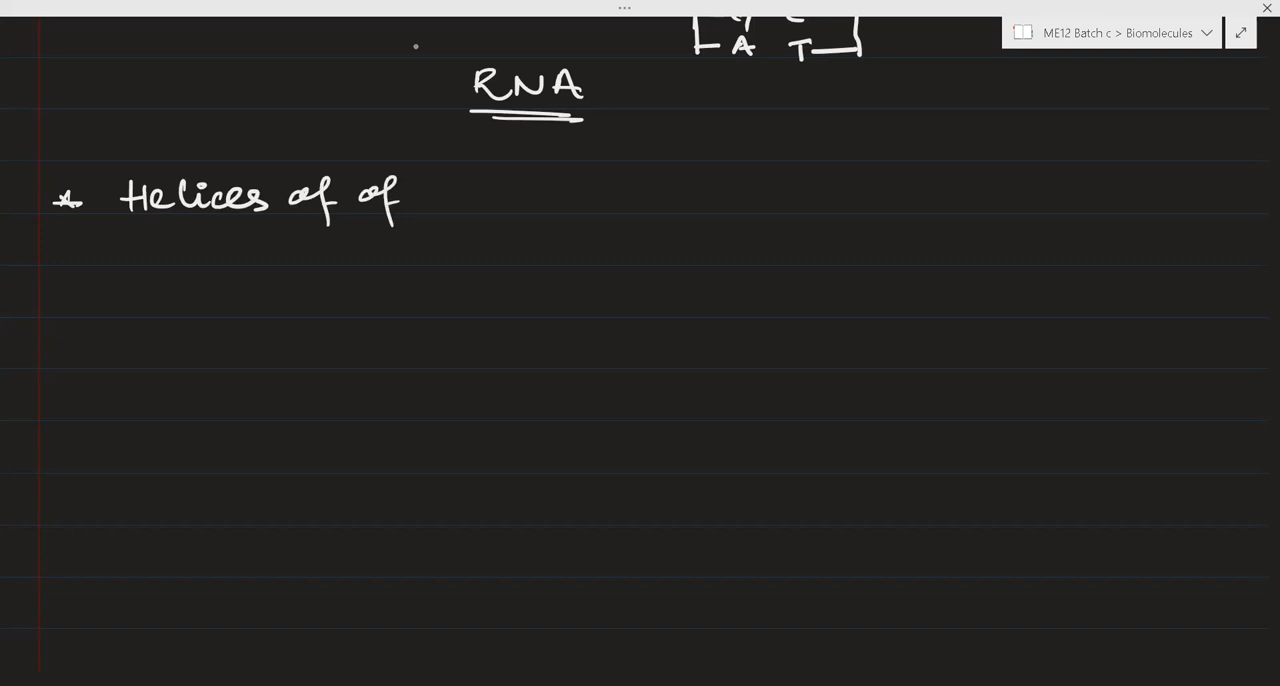 ME12 Batch c > Biomolecules
A T
RNA
* Helices of of